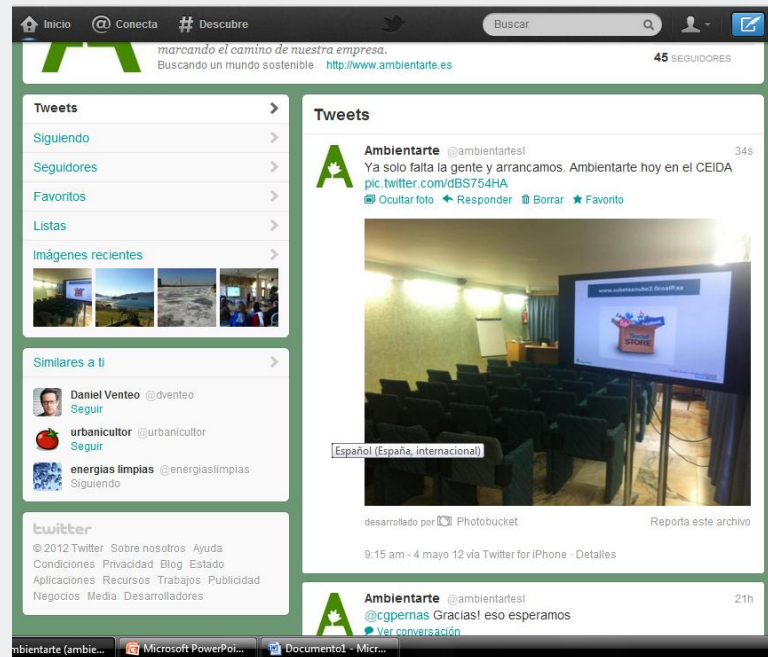 Inicio
Conecta
Descubre
Buscar
marcando el camino de nuestra empresa.
Buscando un mundo sostenible · http://www.ambientarte.es
45 SEGUIDORES
Tweets
Siguiendo
Seguidores
Favoritos
Listas
Imágenes recientes
Similares a ti
Daniel Venteo @dventeo
Seguir
urbanicultor @urbanicultor
Seguir
energias limpias @energiaslimpias
Siguiendo
twitter
© 2012 Twitter Sobre nosotros Ayuda
Condiciones Privacidad Blog Estado
Aplicaciones Recursos Trabajos Publicidad
Negocios Media Desarrolladores
Tweets
Ambientarte @ambientartesl 34s
Ya solo falta la gente y arrancamos. Ambientarte hoy en el CEIDA
pic.twitter.com/dBS754HA
Ocultar foto Responder Borrar Favorito
Social
STORE
Español (España, internacional)
desarrollado por Photobucket Reporta este archivo
9:15 am - 4 mayo 12 vía Twitter for iPhone · Detalles
Ambientarte @ambientartesl 21h
@cgpernas Gracias! eso esperamos
Ver conversación
mbientarte (ambie...
Microsoft PowerPoi...
Documento1 - Micr...